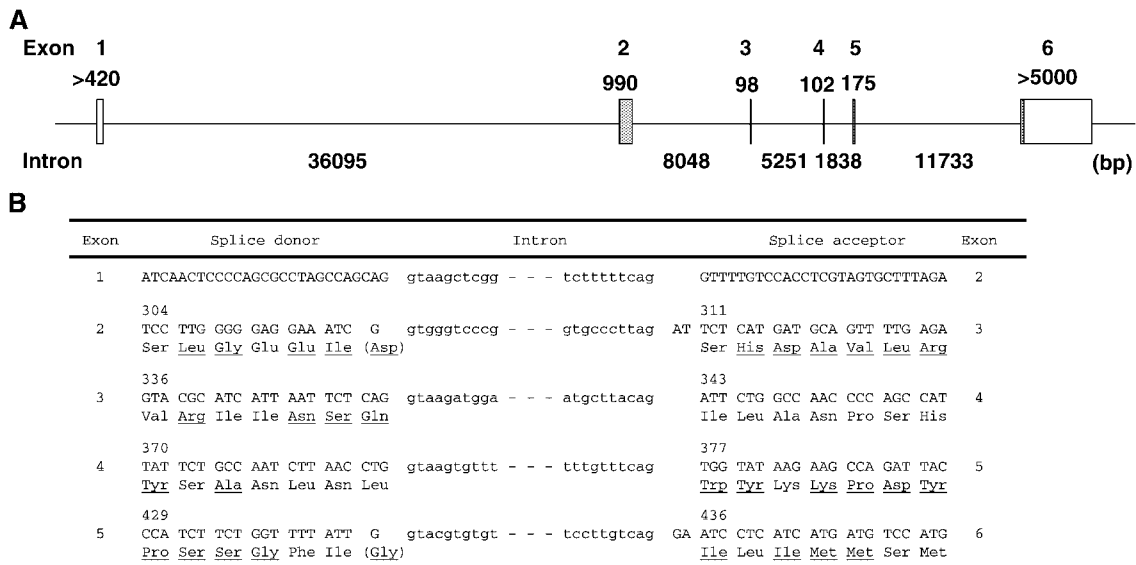 A
Exon 1 2 3 4 5 6
>420 990 98 102 175 >5000
Intron 36095 8048 5251 1838 11733 (bp)
B
Exon Splice donor Intron Splice acceptor Exon
1 ATCAACTCCCCAGCGCCTAGCCAGCAG gtaagctcgg - - - tctttttcag GTTTTGTCCACCTCGTAGTGCTTTAGA 2
304 311
2 TCC TTG GGG GAG GAA ATC G gtgggtcccg - - - gtgcccttag AT TCT CAT GAT GCA GTT TTG AGA 3
Ser Leu Gly Glu Glu Ile (Asp) Ser His Asp Ala Val Leu Arg
336 343
3 GTA CGC ATC ATT AAT TCT CAG gtaagatgga - - - atgcttacag ATT CTG GCC AAC CCC AGC CAT 4
Val Arg Ile Ile Asn Ser Gln Ile Leu Ala Asn Pro Ser His
370 377
4 TAT TCT GCC AAT CTT AAC CTG gtaagtgttt - - - tttgtttcag TGG TAT AAG AAG CCA GAT TAC 5
Tyr Ser Ala Asn Leu Asn Leu Trp Tyr Lys Lys Pro Asp Tyr
429 436
5 CCA TCT TCT GGT TTT ATT G gtacgtgtgt - - - tccttgtcag GA ATC CTC ATC ATG ATG TCC ATG 6
Pro Ser Ser Gly Phe Ile (Gly) Ile Leu Ile Met Met Ser Met